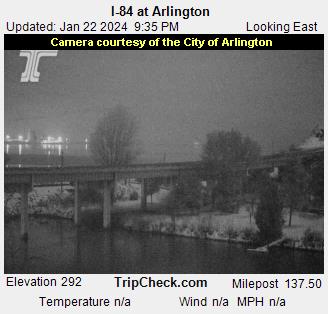 I-84 at Arlington
Updated: Jan 22 2024 9:35 PM Looking East
Camera courtesy of the City of Arlington
Elevation 292 TripCheck.com Milepost 137.50
Temperature n/a Wind n/a MPH n/a